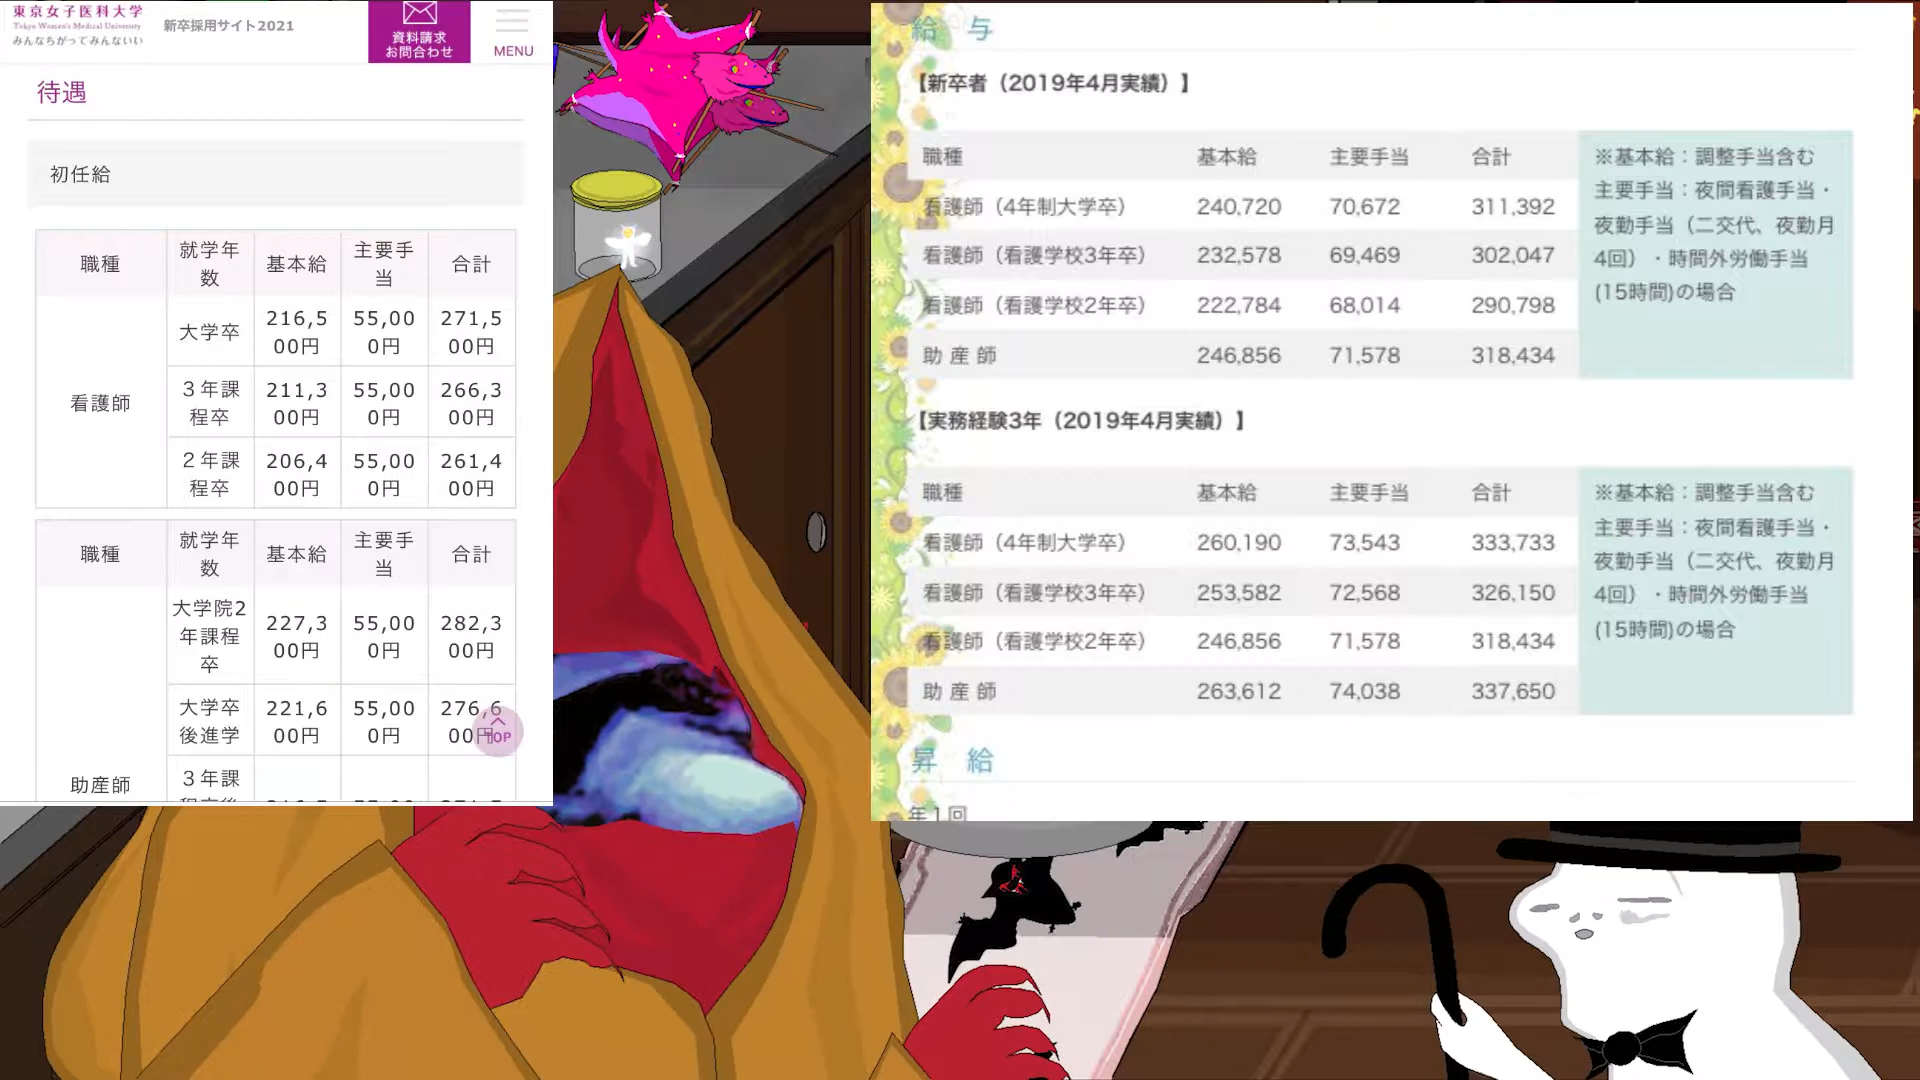 東京女子医科大学
Tokyo Women's Medical University
みんなちがってみんないい
新卒採用サイト2021
資料請求
お問合わせ
MENU
待遇
初任給
職種 就学年数 基本給 主要手当 合計
看護師
大学卒 216,500円 55,000円 271,500円
３年課程卒 211,300円 55,000円 266,300円
２年課程卒 206,400円 55,000円 261,400円
職種 就学年数 基本給 主要手当 合計
助産師
大学院2年課程卒 227,300円 55,000円 282,300円
大学卒後進学 221,600円 55,000円 276,600円
TOP
３年課
給 与
【新卒者（2019年4月実績）】
職種 基本給 主要手当 合計
看護師（4年制大学卒） 240,720 70,672 311,392
看護師（看護学校3年卒） 232,578 69,469 302,047
看護師（看護学校2年卒） 222,784 68,014 290,798
助 産 師 246,856 71,578 318,434
※基本給：調整手当含む
主要手当：夜間看護手当・
夜勤手当（二交代、夜勤月
4回）・時間外労働手当
(15時間)の場合
【実務経験3年（2019年4月実績）】
職種 基本給 主要手当 合計
看護師（4年制大学卒） 260,190 73,543 333,733
看護師（看護学校3年卒） 253,582 72,568 326,150
看護師（看護学校2年卒） 246,856 71,578 318,434
助 産 師 263,612 74,038 337,650
※基本給：調整手当含む
主要手当：夜間看護手当・
夜勤手当（二交代、夜勤月
4回）・時間外労働手当
(15時間)の場合
昇 給
年１回